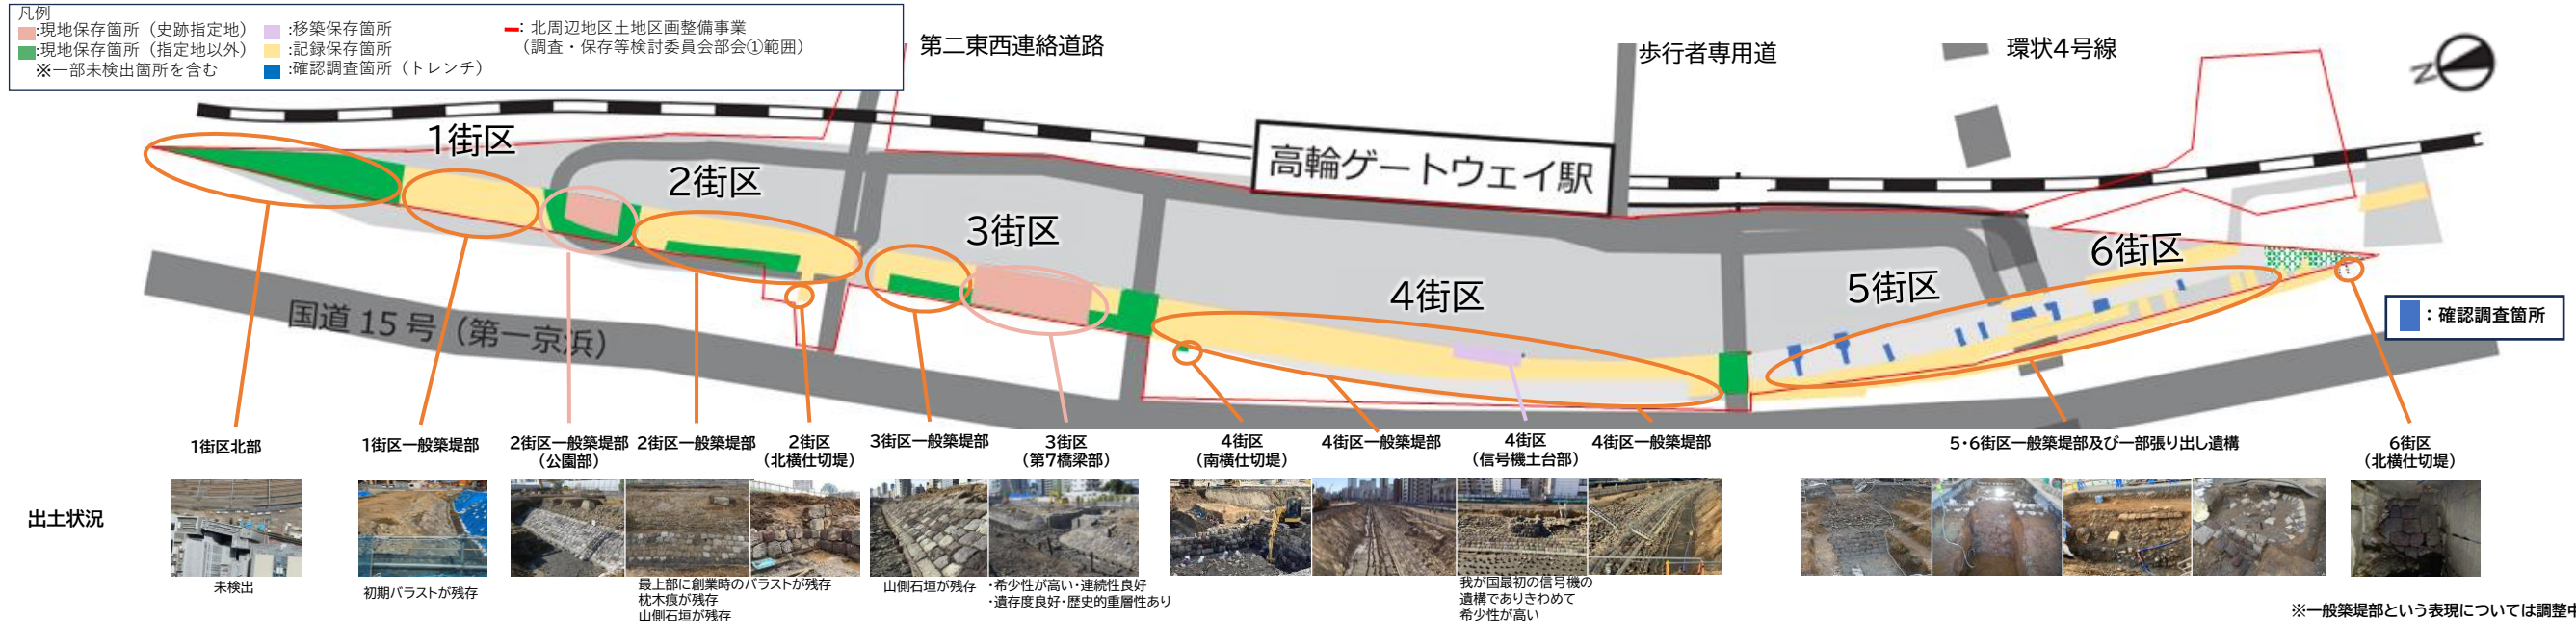 凡例
:現地保存箇所（史跡指定地）
:現地保存箇所（指定地以外）
※一部未検出箇所を含む
:移築保存箇所
:記録保存箇所
:確認調査箇所（トレンチ）
: 北周辺地区土地区画整備事業
（調査・保存等検討委員会部会①範囲）
第二東西連絡道路
歩行者専用道
環状4号線
N
1街区
2街区
3街区
高輪ゲートウェイ駅
4街区
5街区
6街区
国道 15 号（第一京浜）
：確認調査箇所
1街区北部
1街区一般築堤部
2街区一般築堤部
（公園部）
2街区一般築堤部
2街区
（北横仕切堤）
3街区一般築堤部
3街区
（第7橋梁部）
4街区
（南横仕切堤）
4街区一般築堤部
4街区
（信号機土台部）
4街区一般築堤部
5・6街区一般築堤部及び一部張り出し遺構
6街区
（北横仕切堤）
出土状況
未検出
初期バラストが残存
最上部に創業時のバラストが残存
枕木痕が残存
山側石垣が残存
山側石垣が残存
・希少性が高い・連続性良好
・遺存度良好・歴史的重層性あり
我が国最初の信号機の
遺構でありきわめて
希少性が高い
※一般築堤部という表現については調整中